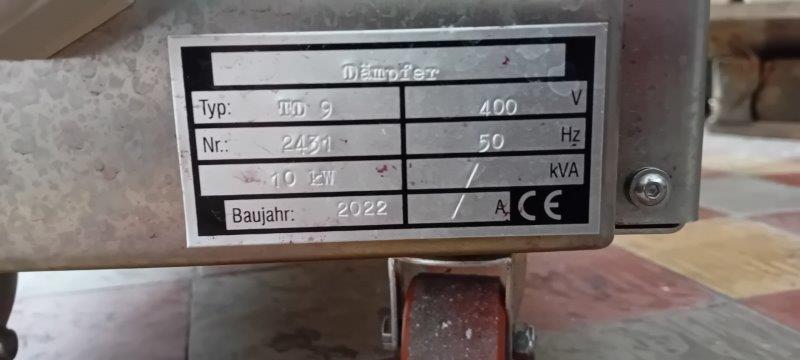 Dämpfer
Typ: TD 9 400 V
Nr.: 2431 50 Hz
10 kW / kVA
Baujahr: 2022 / A CE